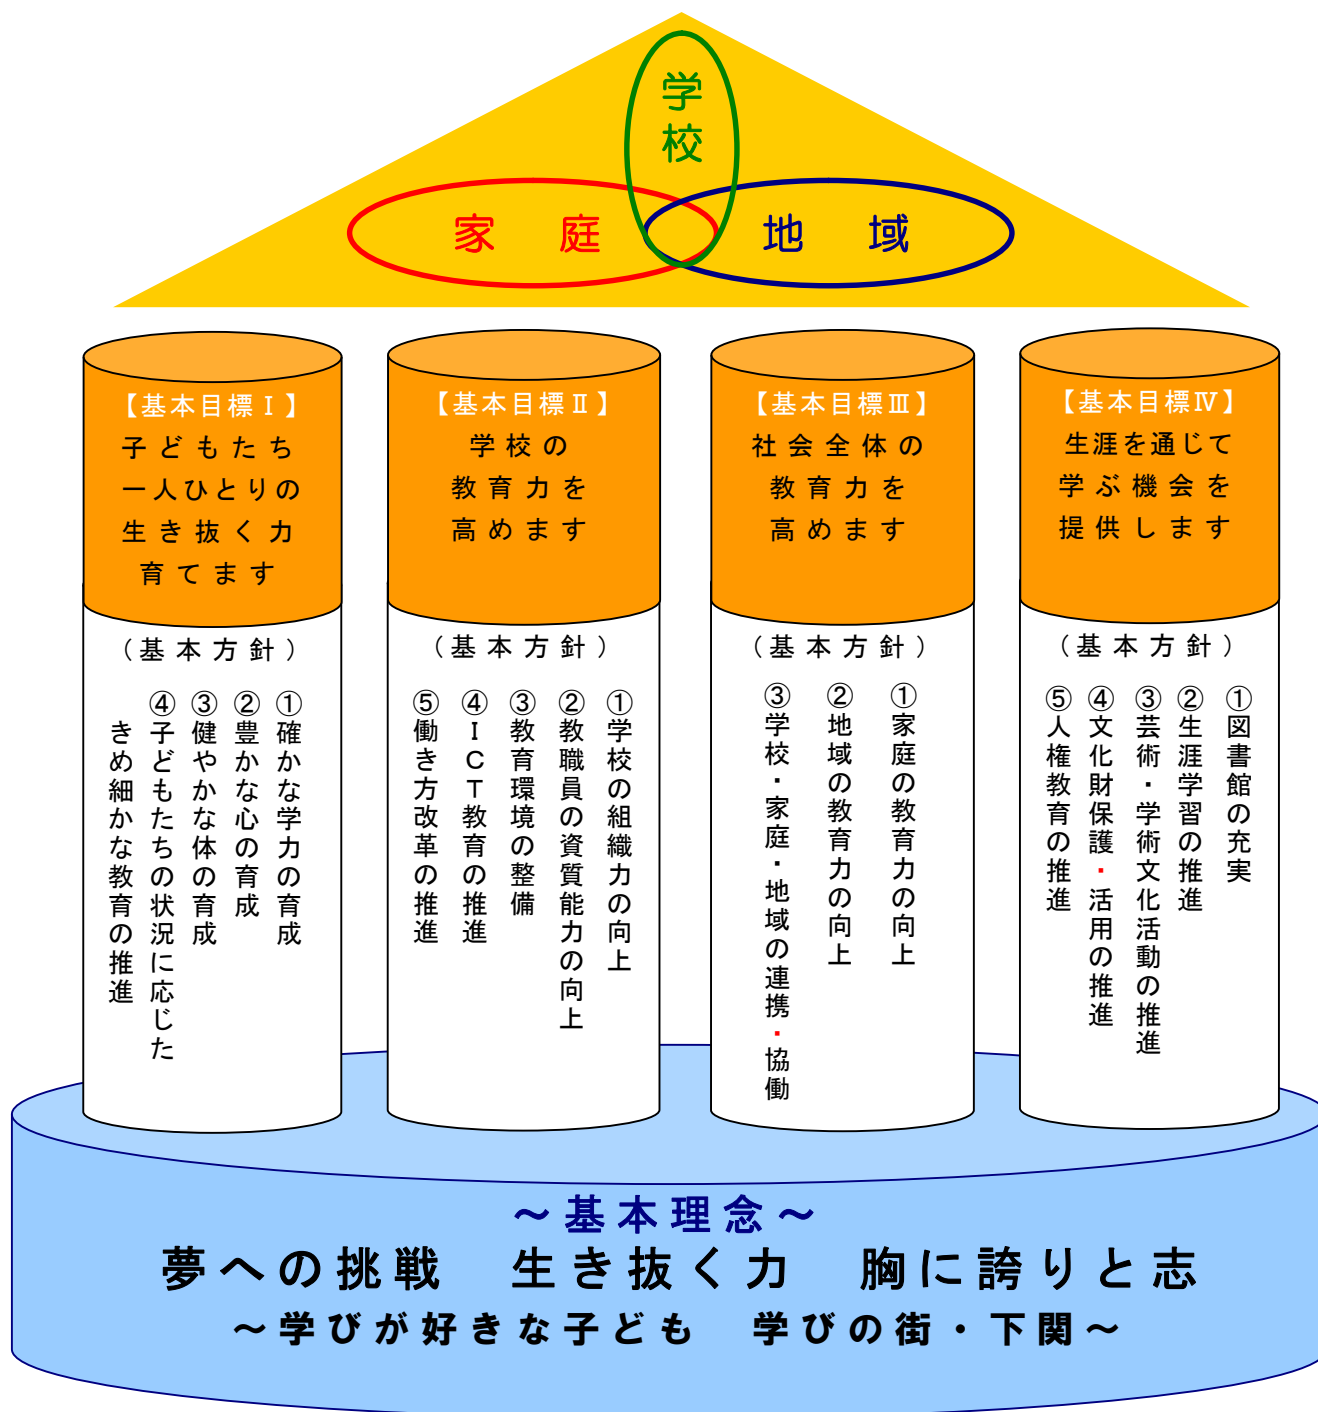 学校
家庭
地域
【基本目標Ⅰ】
子どもたち
一人ひとりの
生き抜く力
育てます
（基本方針）
①確かな学力の育成
②豊かな心の育成
③健やかな体の育成
④子どもたちの状況に応じた
きめ細かな教育の推進
【基本目標Ⅱ】
学校の
教育力を
高めます
（基本方針）
①学校の組織力の向上
②教職員の資質能力の向上
③教育環境の整備
④ＩＣＴ教育の推進
⑤働き方改革の推進
【基本目標Ⅲ】
社会全体の
教育力を
高めます
（基本方針）
①家庭の教育力の向上
②地域の教育力の向上
③学校・家庭・地域の連携・協働
【基本目標Ⅳ】
生涯を通じて
学ぶ機会を
提供します
（基本方針）
①図書館の充実
②生涯学習の推進
③芸術・学術文化活動の推進
④文化財保護・活用の推進
⑤人権教育の推進
～基本理念～
夢への挑戦　生き抜く力　胸に誇りと志
～学びが好きな子ども　学びの街・下関～